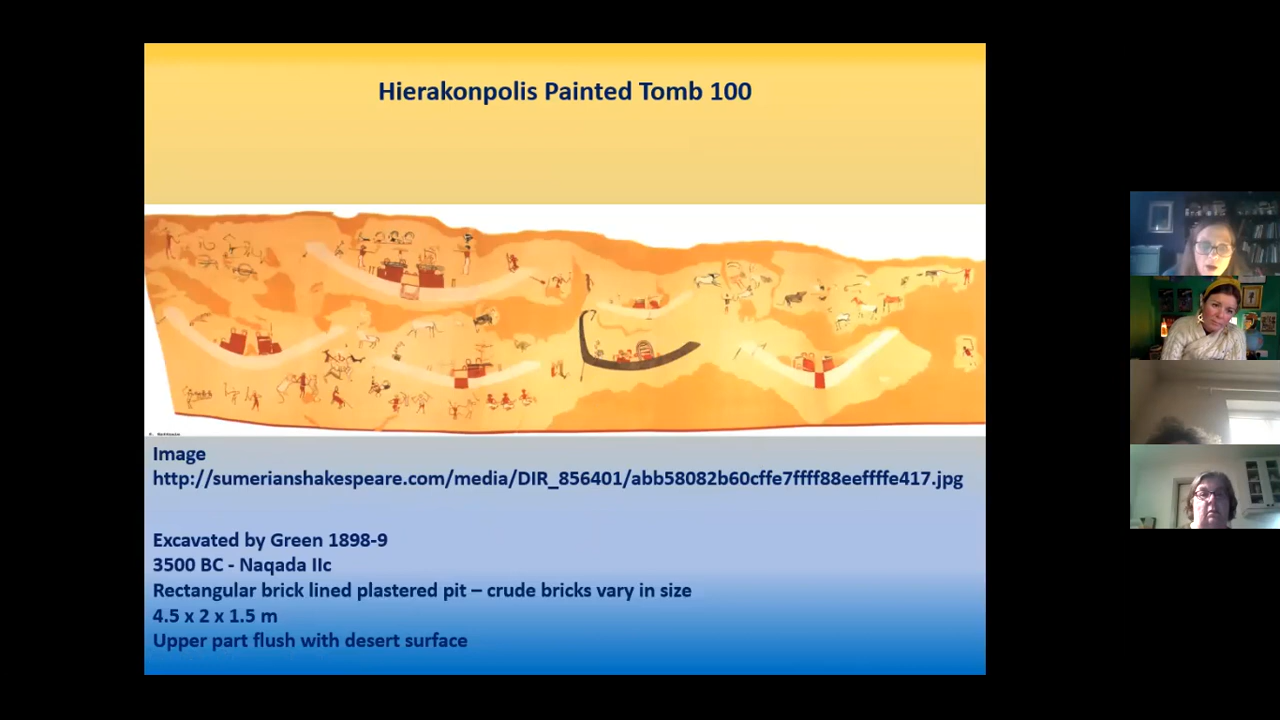 Hierakonpolis Painted Tomb 100
Image
http://sumerianshakespeare.com/media/DIR_856401/abb58082b60cffe7ffff88eeffffe417.jpg
Excavated by Green 1898-9
3500 BC - Naqada IIc
Rectangular brick lined plastered pit – crude bricks vary in size
4.5 x 2 x 1.5 m
Upper part flush with desert surface